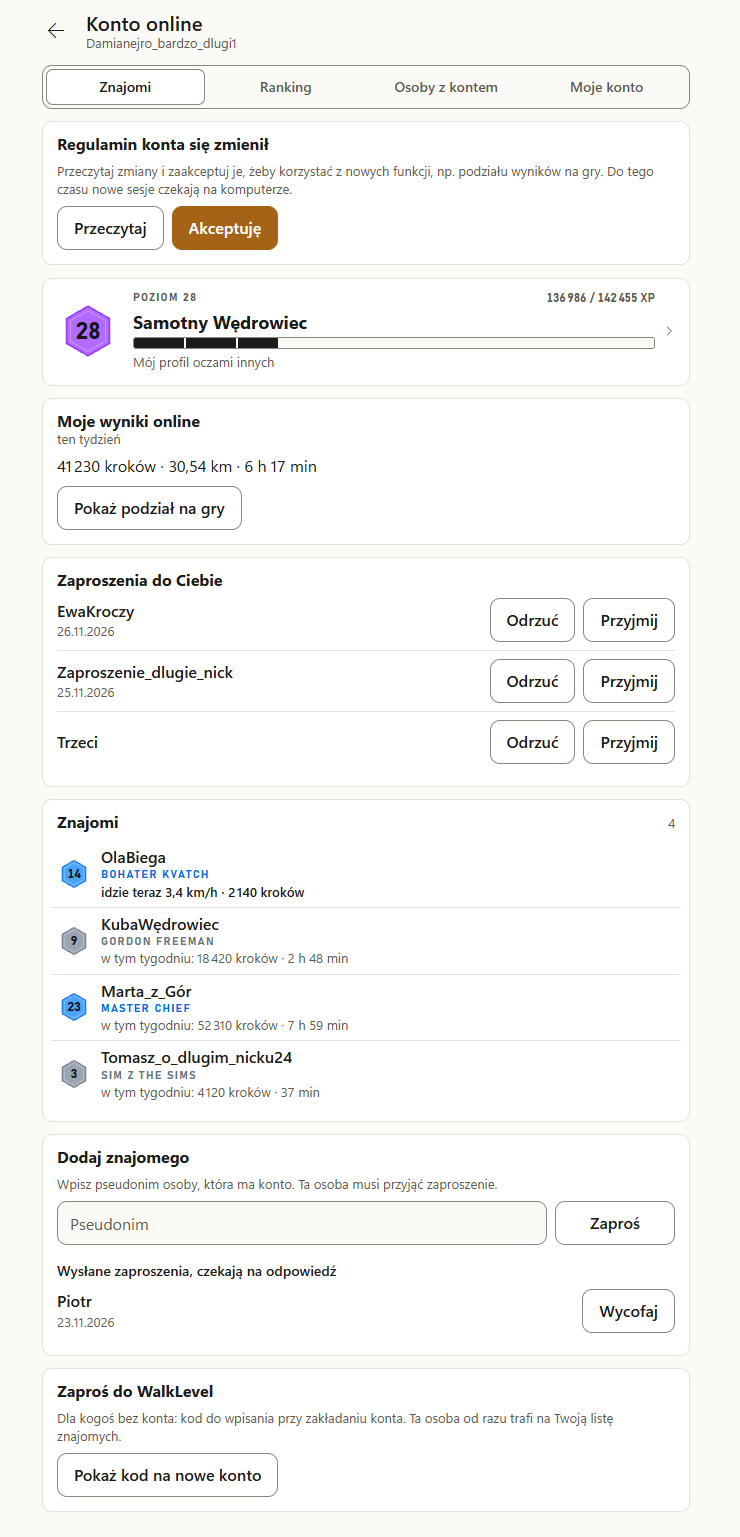 Konto online
Damianejro_bardzo_dlugi1
Znajomi
Ranking
Osoby z kontem
Moje konto
Regulamin konta się zmienił
Przeczytaj zmiany i zaakceptuj je, żeby korzystać z nowych funkcji, np. podziału wyników na gry. Do tego
czasu nowe sesje czekają na komputerze.
Przeczytaj
Akceptuję
POZIOM 28
136 986 / 142 455 XP
28
Samotny Wędrowiec
Mój profil oczami innych
Moje wyniki online
ten tydzień
41 230 kroków · 30,54 km · 6 h 17 min
Pokaż podział na gry
Zaproszenia do Ciebie
EwaKroczy
26.11.2026
Odrzuć
Przyjmij
Zaproszenie_dlugie_nick
25.11.2026
Odrzuć
Przyjmij
Trzeci
Odrzuć
Przyjmij
Znajomi
4
14
OlaBiega
BOHATER KVATCH
idzie teraz 3,4 km/h · 2140 kroków
9
KubaWędrowiec
GORDON FREEMAN
w tym tygodniu: 18 420 kroków · 2 h 48 min
23
Marta_z_Gór
MASTER CHIEF
w tym tygodniu: 52 310 kroków · 7 h 59 min
3
Tomasz_o_dlugim_nicku24
SIM Z THE SIMS
w tym tygodniu: 4120 kroków · 37 min
Dodaj znajomego
Wpisz pseudonim osoby, która ma konto. Ta osoba musi przyjąć zaproszenie.
Pseudonim
Zaproś
Wysłane zaproszenia, czekają na odpowiedź
Piotr
23.11.2026
Wycofaj
Zaproś do WalkLevel
Dla kogoś bez konta: kod do wpisania przy zakładaniu konta. Ta osoba od razu trafi na Twoją listę
znajomych.
Pokaż kod na nowe konto